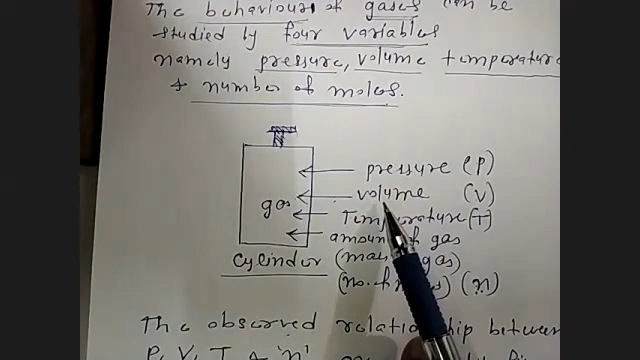 The behaviour of gases can be
studied by four variables
namely pressure, volume temperature
& number of moles.
pressure (P)
gas
volume (V)
Temperature (T)
amount of gas
Cylinder
(mass gas)
(n)
The observed relationship between
P, V, T & 'n'